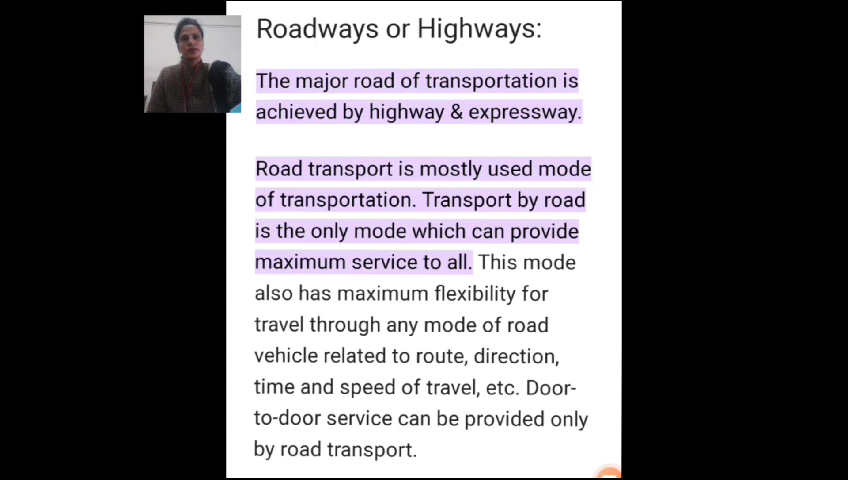 Roadways or Highways:
The major road of transportation is
achieved by highway & expressway.
Road transport is mostly used mode
of transportation. Transport by road
is the only mode which can provide
maximum service to all. This mode
also has maximum flexibility for
travel through any mode of road
vehicle related to route, direction,
time and speed of travel, etc. Door-
to-door service can be provided only
by road transport.